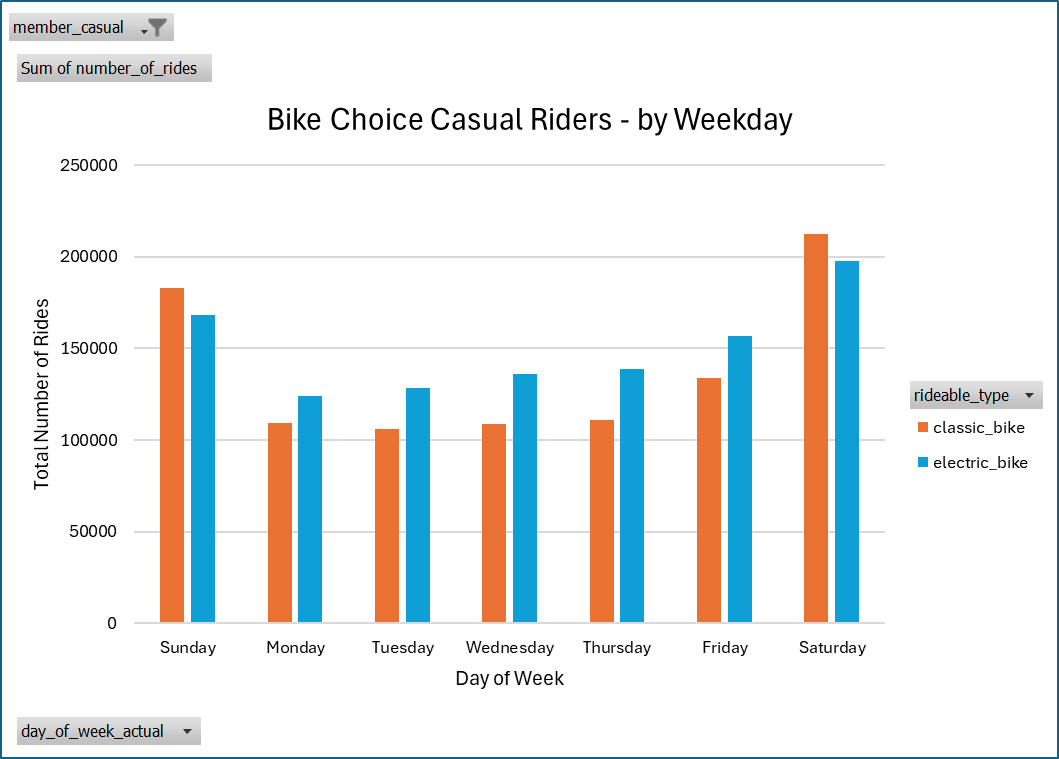 member_casual
Sum of number_of_rides
Bike Choice Casual Riders - by Weekday
Total Number of Rides
250000
200000
150000
100000
50000
0
Sunday Monday Tuesday Wednesday Thursday Friday Saturday
Day of Week
rideable_type
classic_bike
electric_bike
day_of_week_actual